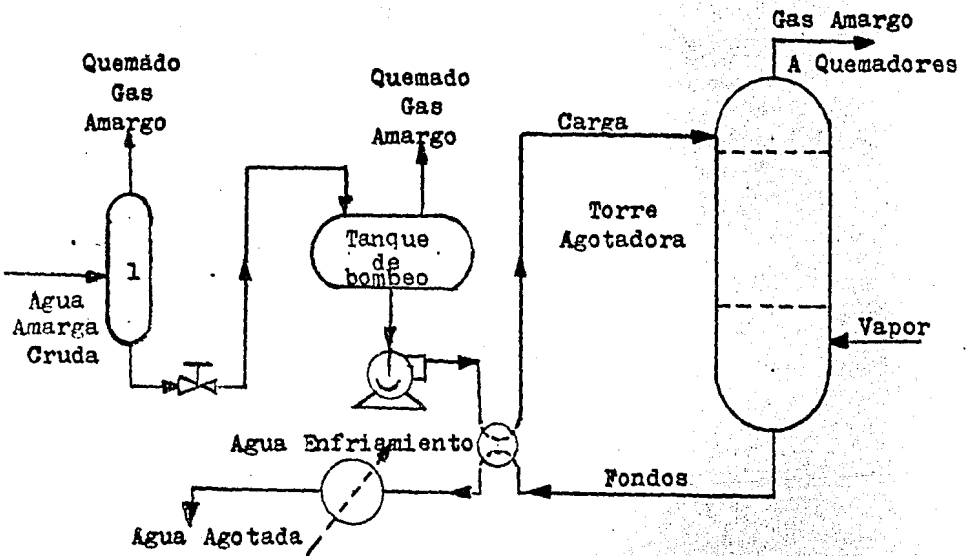 Gas Amargo
A Quemadores
Quemado
Gas
Amargo
Quemado
Gas
Amargo
Carga
Torre
Agotadora
Tanque
de
bombeo
1
Agua
Amarga
Cruda
Vapor
Agua Enfriamiento
Fondos
Agua Agotada